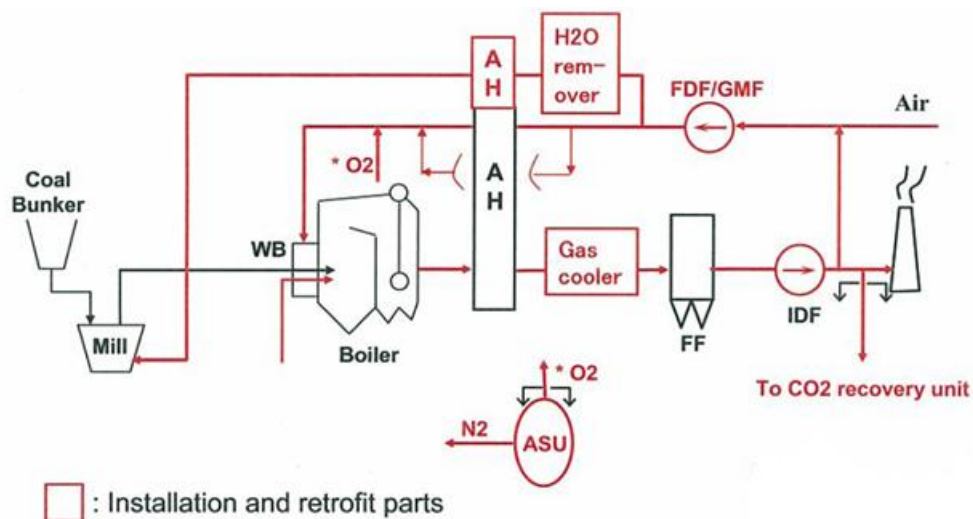 A
H
H2O
rem-
over
FDF/GMF
Air
* O2
A
H
Coal
Bunker
WB
Gas
cooler
Mill
Boiler
FF
IDF
To CO2 recovery unit
* O2
N2
ASU
: Installation and retrofit parts